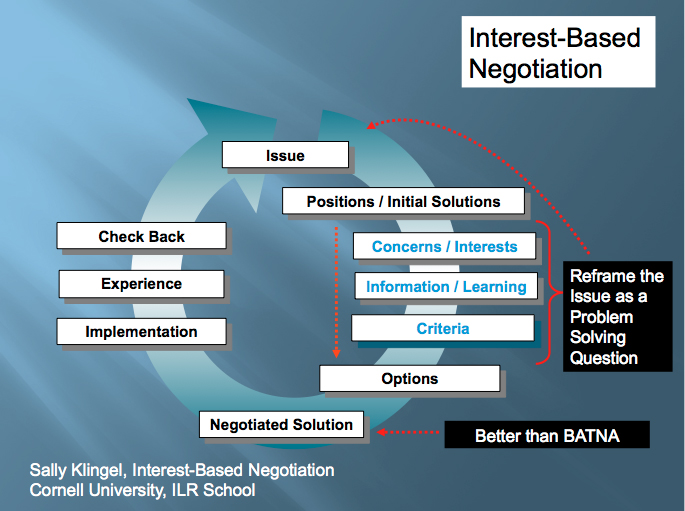 Interest-Based
Negotiation
Issue
Positions / Initial Solutions
Concerns / Interests
Information / Learning
Criteria
Options
Negotiated Solution
Implementation
Experience
Check Back
Reframe the
Issue as a
Problem
Solving
Question
Better than BATNA
Sally Klingel, Interest-Based Negotiation
Cornell University, ILR School